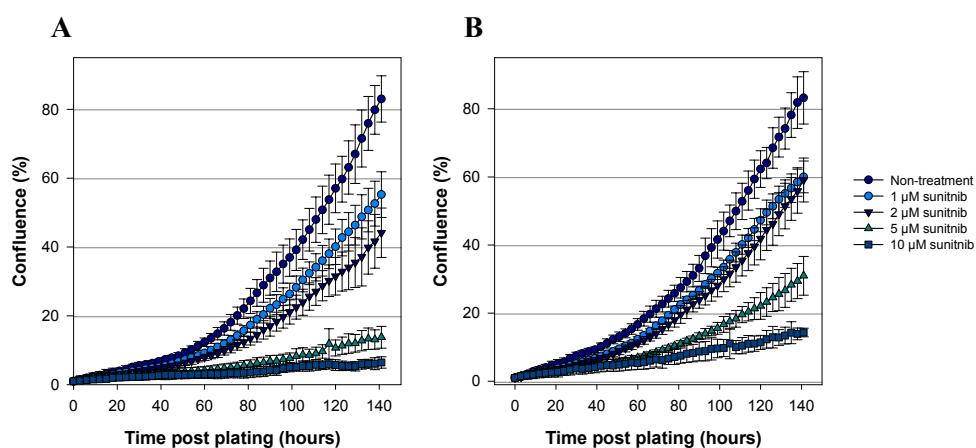 A
B
Confluence (%)
80
60
40
20
0
0 20 40 60 80 100 120 140
Time post plating (hours)
Confluence (%)
80
60
40
20
0
0 20 40 60 80 100 120 140
Time post plating (hours)
Non-treatment
1 µM sunitnib
2 µM sunitnib
5 µM sunitnib
10 µM sunitnib